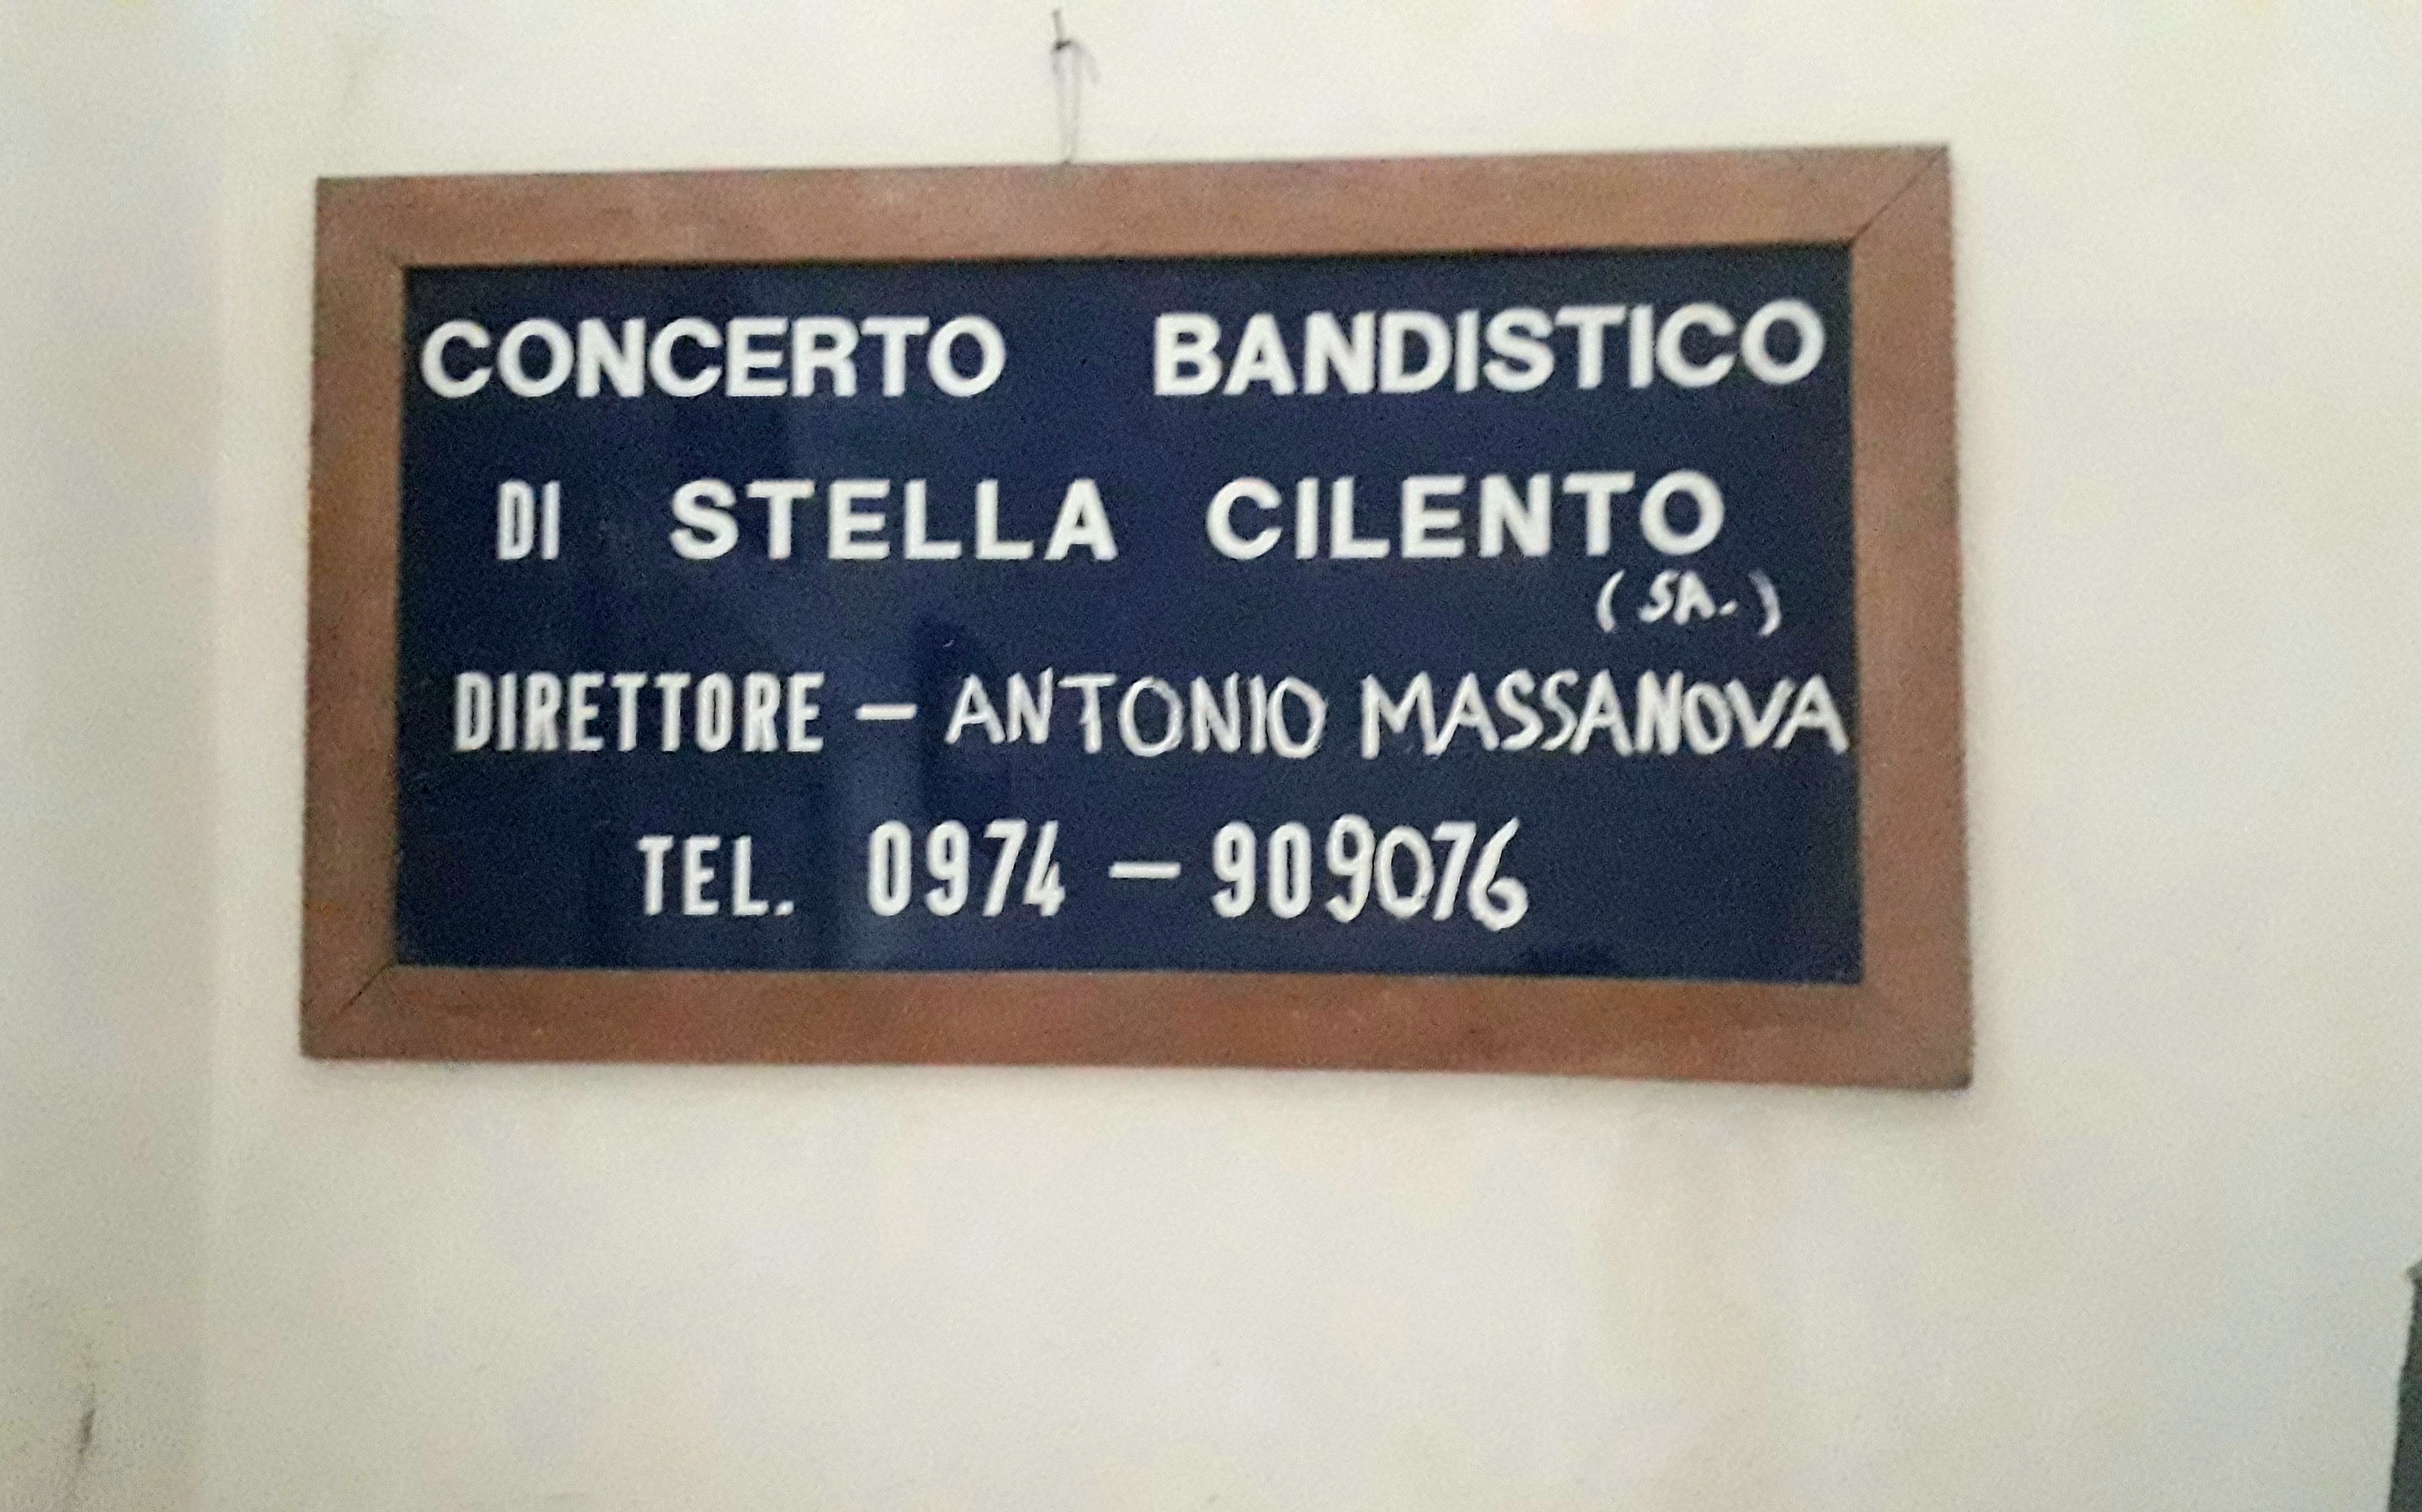 CONCERTO BANDISTICO
DI STELLA CILENTO
(SA.)
DIRETTORE - ANTONIO MASSANOVA
TEL. 0974 - 909076